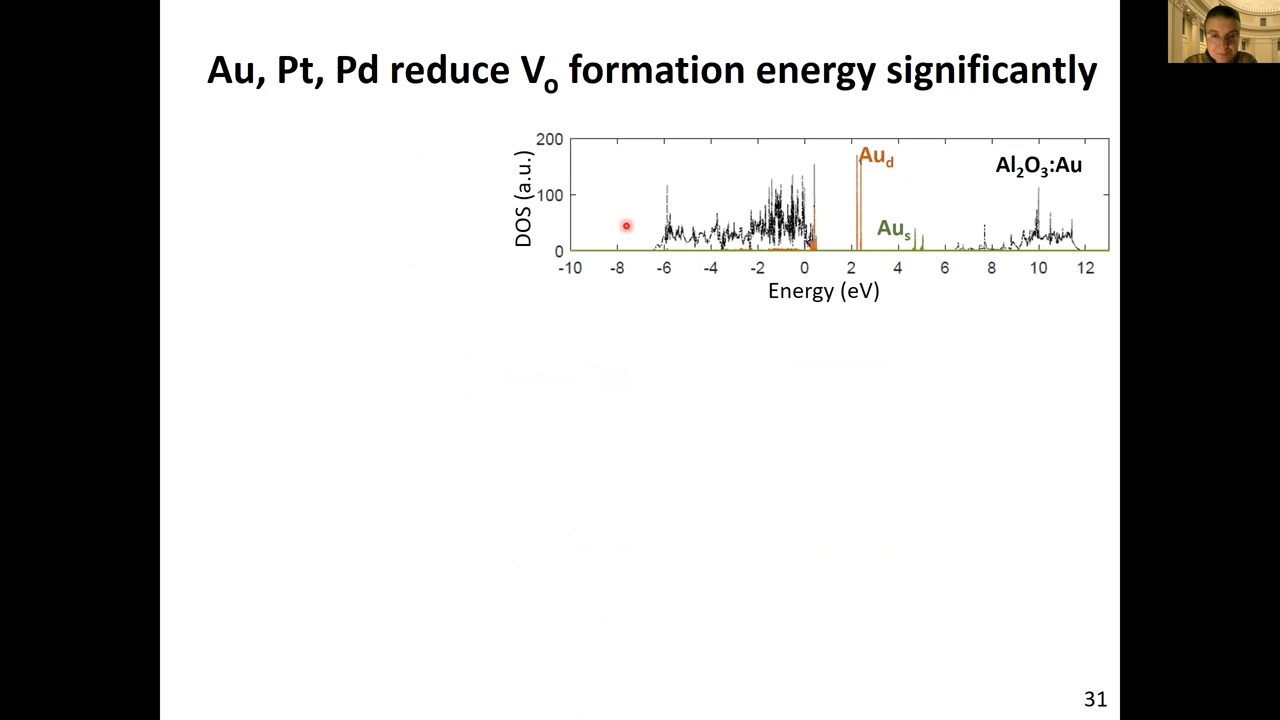 Au, Pt, Pd reduce Vo formation energy significantly
200
100
0
DOS (a.u.)
Aud
Aus
Al2O3:Au
-10 -8 -6 -4 -2 0 2 4 6 8 10 12
Energy (eV)
31